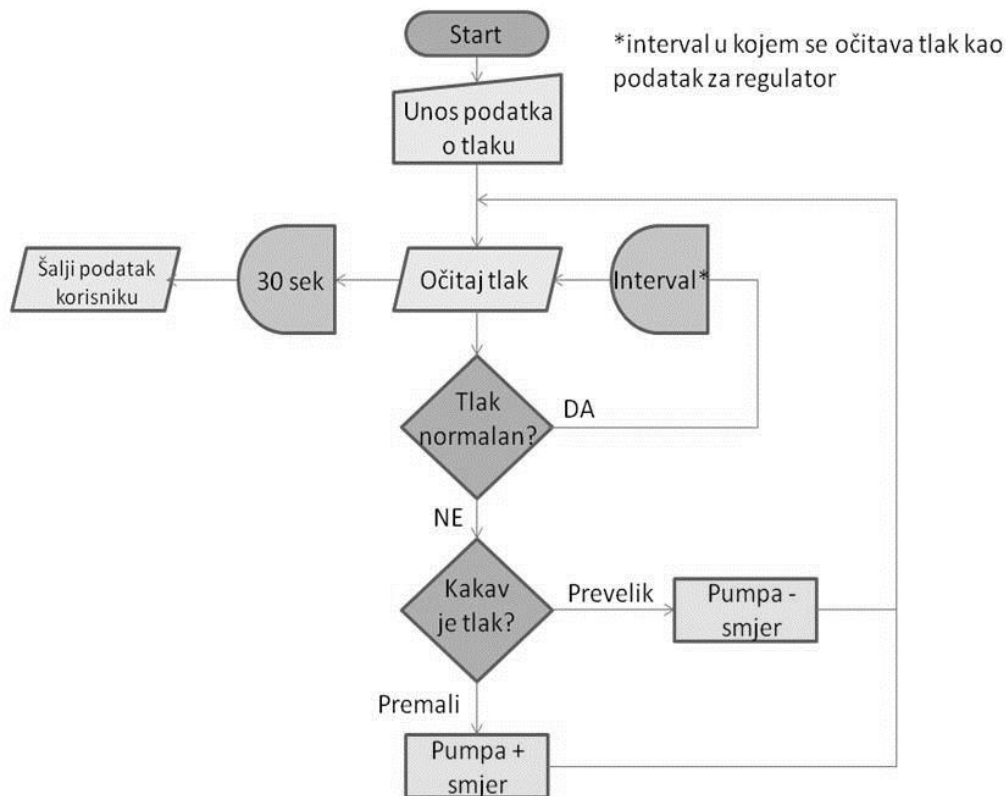 Start
*interval u kojem se očitava tlak kao
podatak za regulator
Unos podatka
o tlaku
Šalji podatak
korisniku
30 sek
Očitaj tlak
Interval*
Tlak
normalan?
DA
NE
Kakav
je tlak?
Prevelik
Pumpa -
smjer
Premali
Pumpa +
smjer